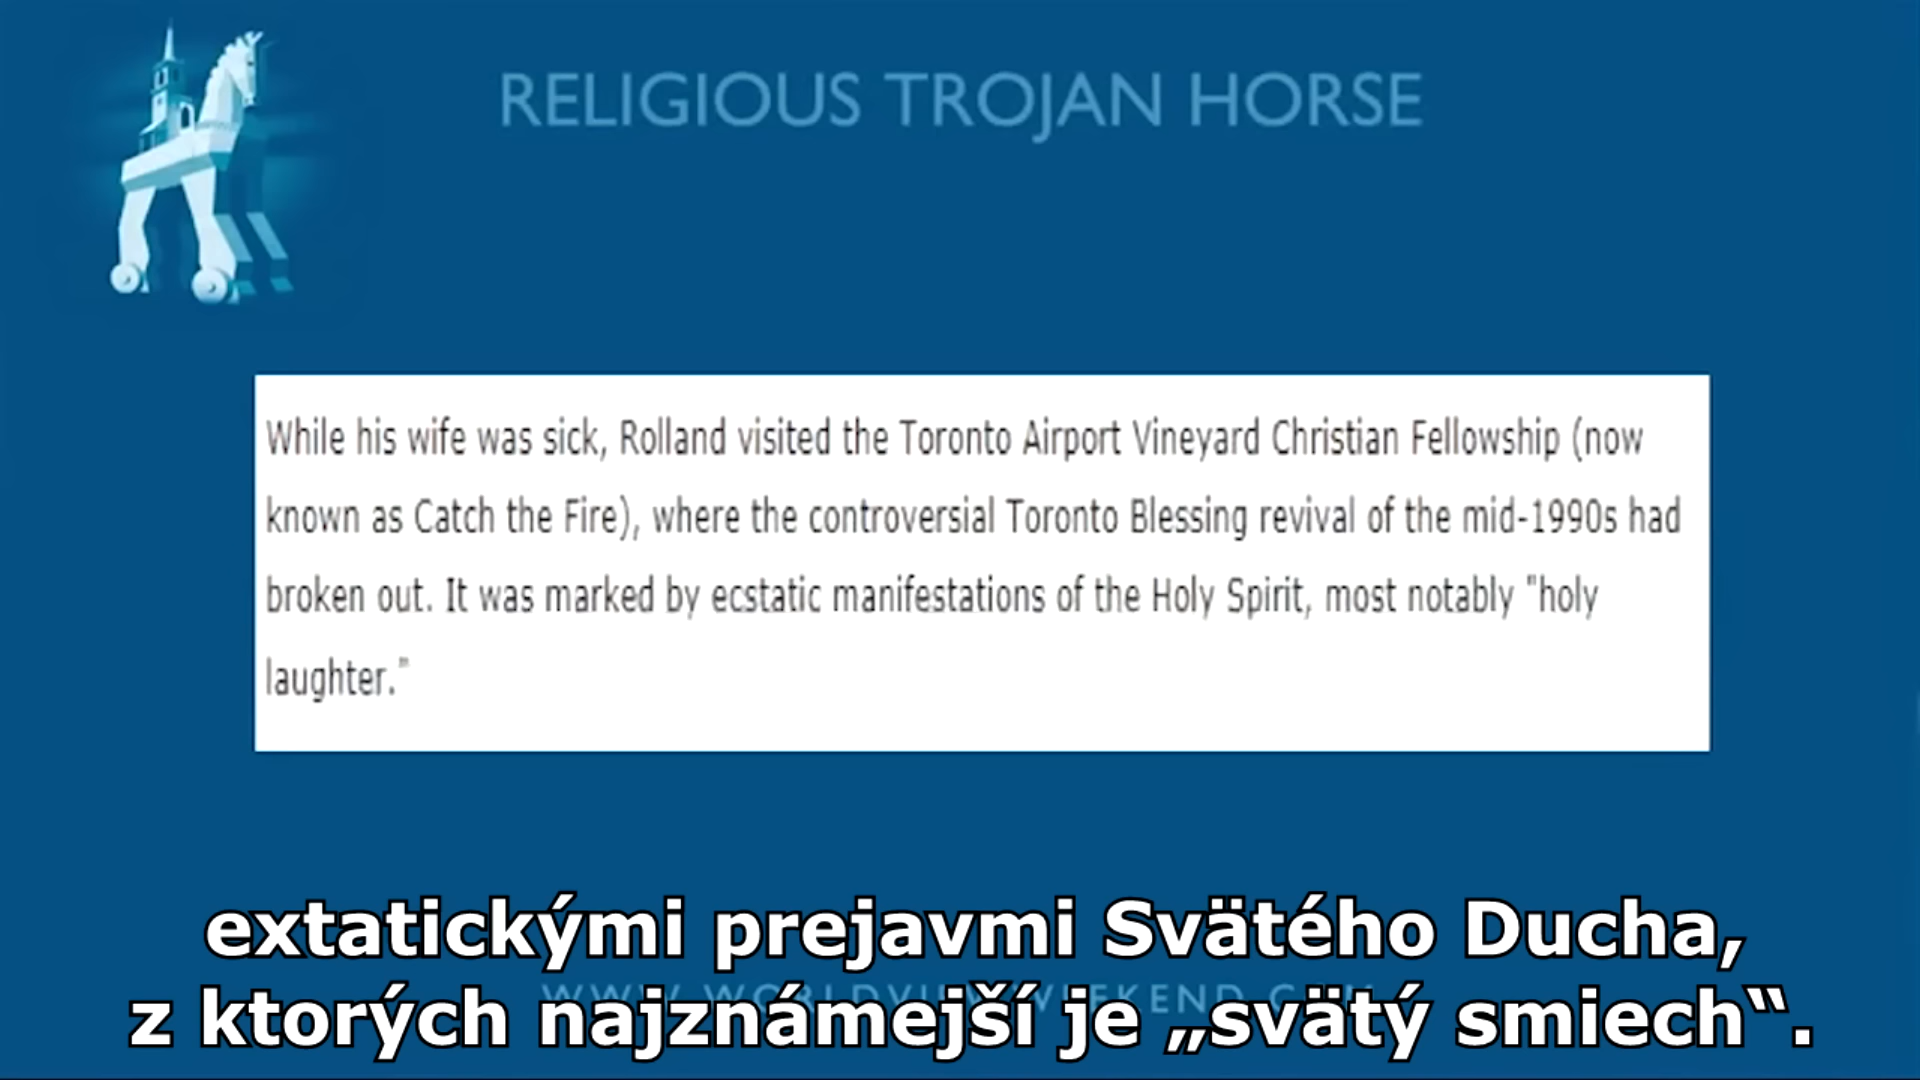 RELIGIOUS TROJAN HORSE
While his wife was sick, Rolland visited the Toronto Airport Vineyard Christian Fellowship (now
known as Catch the Fire), where the controversial Toronto Blessing revival of the mid-1990s had
broken out. It was marked by ecstatic manifestations of the Holy Spirit, most notably "holy
laughter."
extatickými prejavmi Svätého Ducha,
WWW.WORLDVIEWWEEKEND.COM
z ktorých najznámejší je „svätý smiech“.